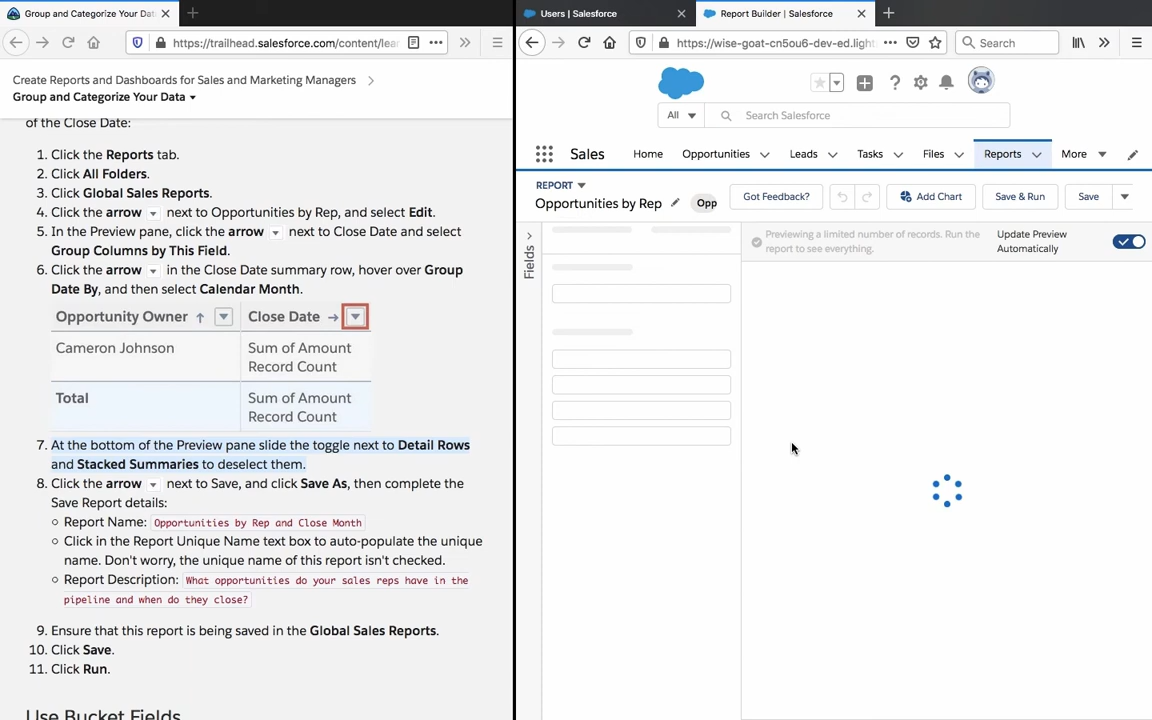 Group and Categorize Your Dat
https://trailhead.salesforce.com/content/lea
Create Reports and Dashboards for Sales and Marketing Managers
Group and Categorize Your Data
of the Close Date:
1. Click the Reports tab.
2. Click All Folders.
3. Click Global Sales Reports.
4. Click the arrow next to Opportunities by Rep, and select Edit.
5. In the Preview pane, click the arrow next to Close Date and select
Group Columns by This Field.
6. Click the arrow in the Close Date summary row, hover over Group
Date By, and then select Calendar Month.
Opportunity Owner ↑ Close Date →
Cameron Johnson Sum of Amount
Record Count
Total Sum of Amount
Record Count
7. At the bottom of the Preview pane slide the toggle next to Detail Rows
and Stacked Summaries to deselect them.
8. Click the arrow next to Save, and click Save As, then complete the
Save Report details:
Report Name: Opportunities by Rep and Close Month
Click in the Report Unique Name text box to auto-populate the unique
name. Don't worry, the unique name of this report isn't checked.
Report Description: What opportunities do your sales reps have in the
pipeline and when do they close?
9. Ensure that this report is being saved in the Global Sales Reports.
10. Click Save.
11. Click Run.
Use Bucket Fields
Users | Salesforce
Report Builder | Salesforce
https://wise-goat-cn5ou6-dev-ed.light
Search
All
Search Salesforce
Sales Home Opportunities Leads Tasks Files Reports More
REPORT
Opportunities by Rep
Opp
Got Feedback?
Add Chart
Save & Run
Save
Fields
Previewing a limited number of records. Run the
report to see everything.
Update Preview
Automatically